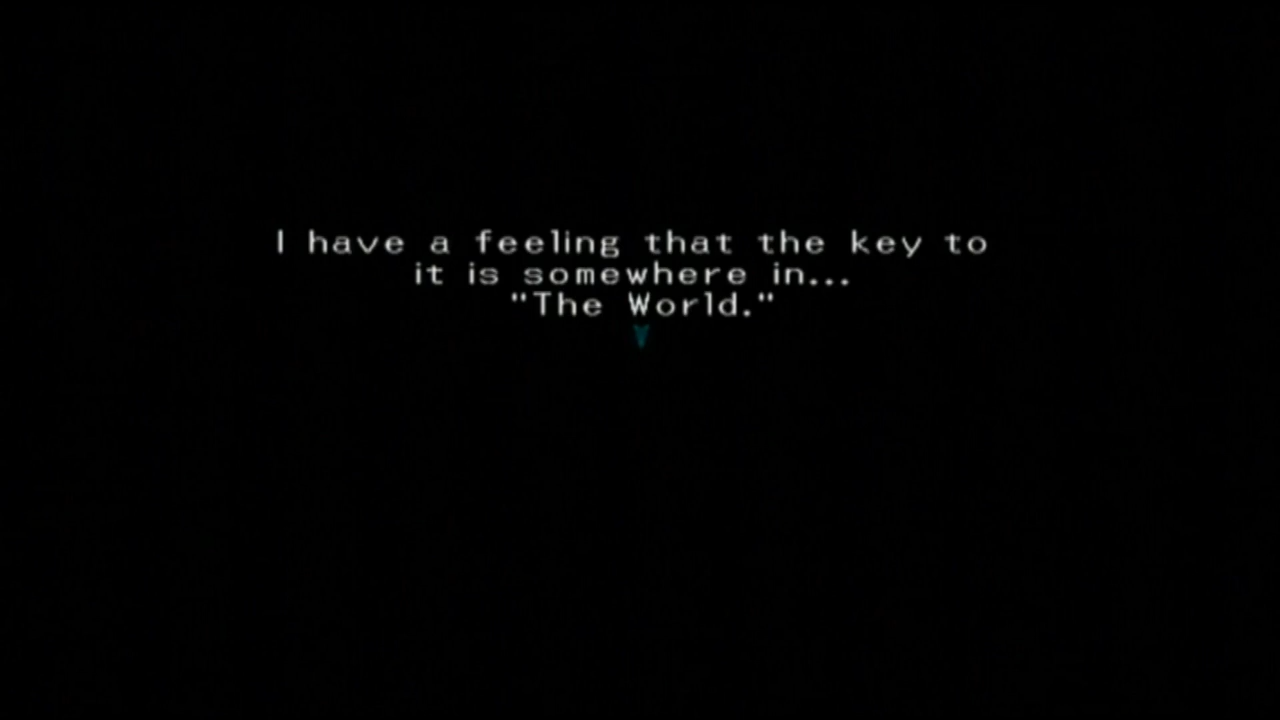 I have a feeling that the key to
it is somewhere in...
"The World."